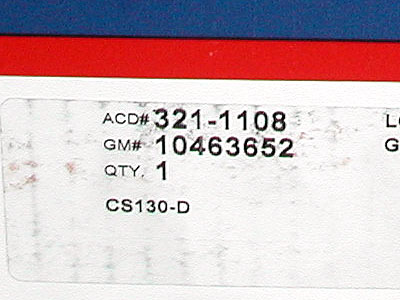 ACD# 321-1108
GM# 10463652
QTY. 1
CS130-D